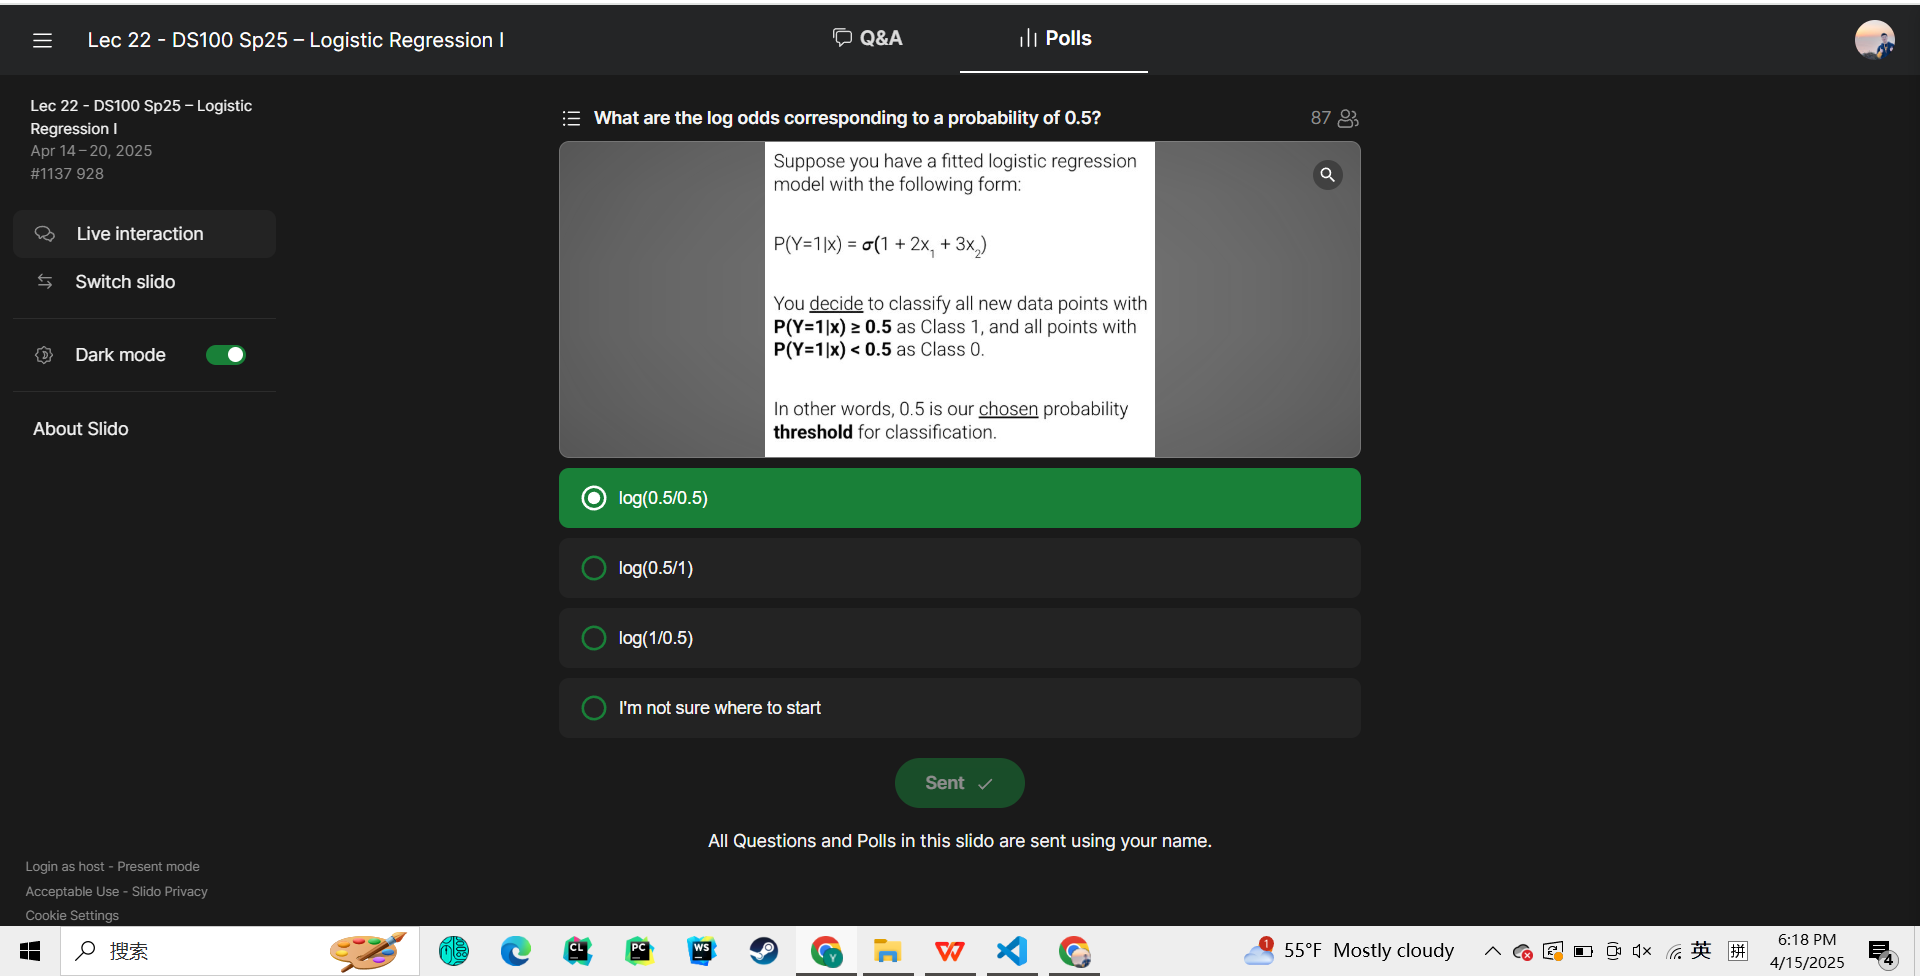 Lec 22 - DS100 Sp25 – Logistic Regression I
Q&A
Polls
Lec 22 - DS100 Sp25 – Logistic
Regression I
Apr 14 – 20, 2025
#1137 928
Live interaction
Switch slido
Dark mode
About Slido
Login as host - Present mode
Acceptable Use - Slido Privacy
Cookie Settings
What are the log odds corresponding to a probability of 0.5?
87
Suppose you have a fitted logistic regression
model with the following form:
P(Y=1|x) = σ(1 + 2x₁ + 3x₂)
You decide to classify all new data points with
P(Y=1|x) ≥ 0.5 as Class 1, and all points with
P(Y=1|x) < 0.5 as Class 0.
In other words, 0.5 is our chosen probability
threshold for classification.
log(0.5/0.5)
log(0.5/1)
log(1/0.5)
I'm not sure where to start
Sent
All Questions and Polls in this slido are sent using your name.
搜索
CL
PC
WS
Y
1
55°F Mostly cloudy
英
拼
6:18 PM
4/15/2025
4